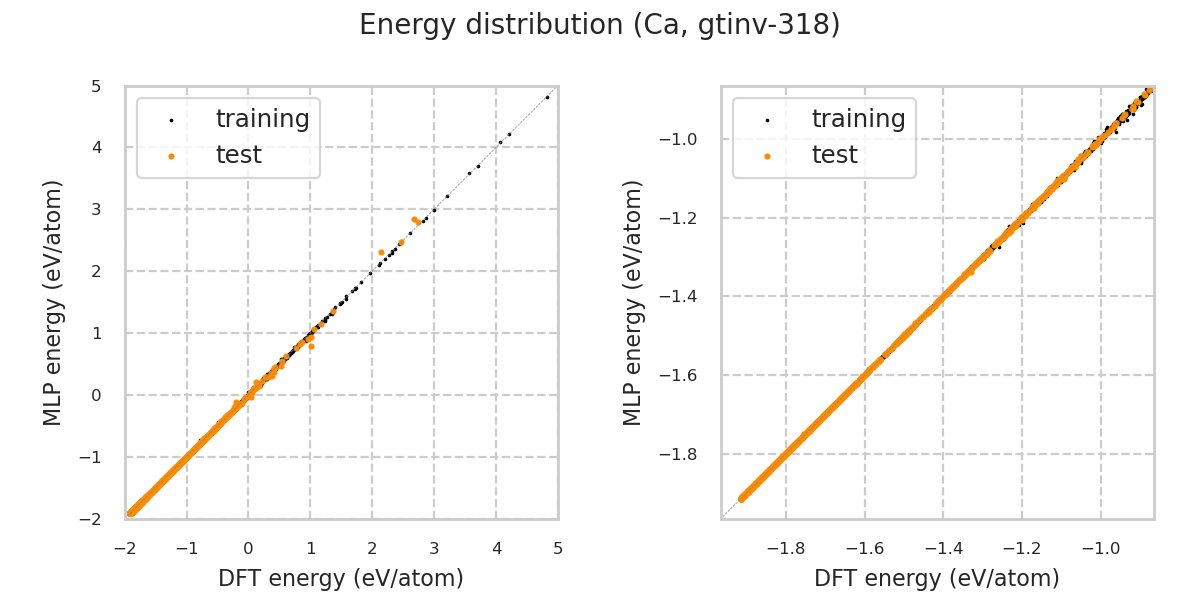 Energy distribution (Ca, gtinv-318)
MLP energy (eV/atom)
5
4
3
2
1
0
−1
−2
training
test
−2 −1 0 1 2 3 4 5
DFT energy (eV/atom)
MLP energy (eV/atom)
−1.0
−1.2
−1.4
−1.6
−1.8
training
test
−1.8 −1.6 −1.4 −1.2 −1.0
DFT energy (eV/atom)